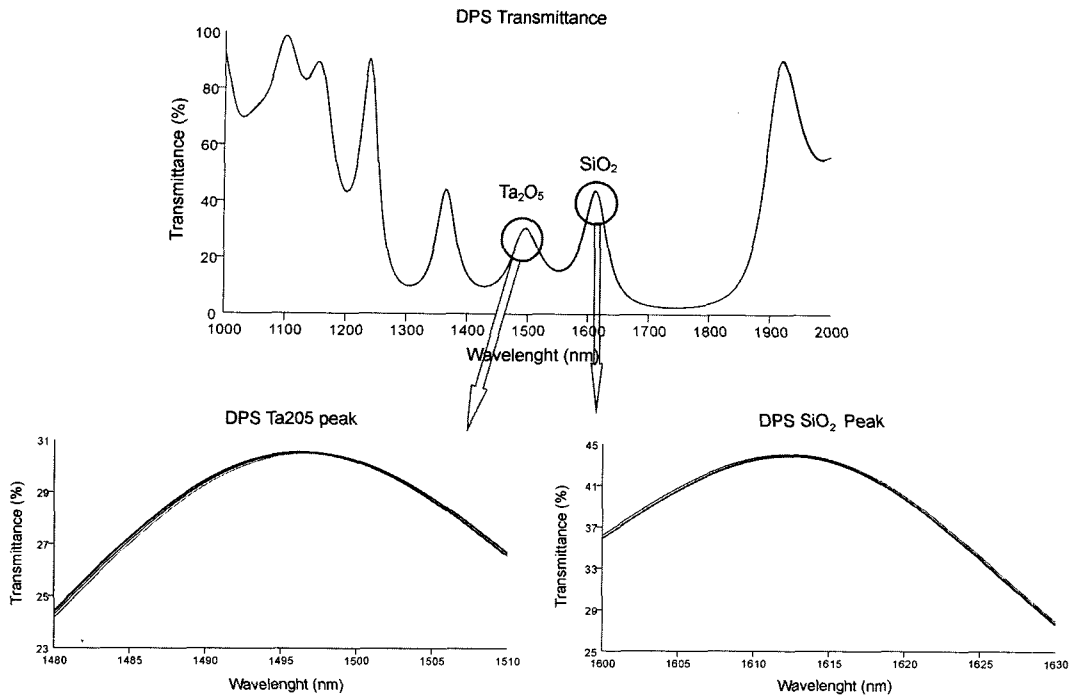 DPS Transmittance
Transmittance (%)
100
80
60
40
20
0
1000 1100 1200 1300 1400 1500 1600 1700 1800 1900 2000
Wavelenght (nm)
Ta₂O₅
SiO₂
DPS Ta205 peak
Transmittance (%)
31
29
27
25
23
1480 1485 1490 1495 1500 1505 1510
Wavelenght (nm)
DPS SiO₂ Peak
Transmittance (%)
45
41
37
33
29
25
1600 1605 1610 1615 1620 1625 1630
Wavelenght (nm)